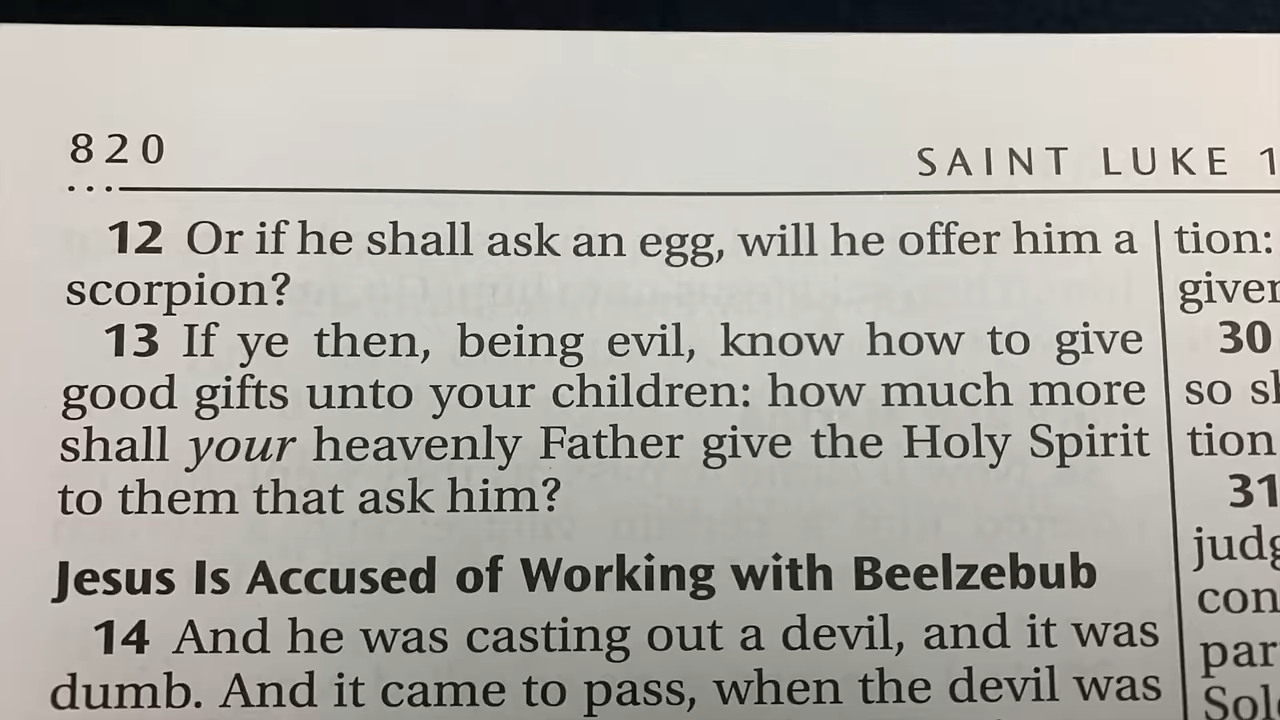 820
SAINT LUKE 1
12 Or if he shall ask an egg, will he offer him a
scorpion?
13 If ye then, being evil, know how to give
good gifts unto your children: how much more
shall your heavenly Father give the Holy Spirit
to them that ask him?
Jesus Is Accused of Working with Beelzebub
14 And he was casting out a devil, and it was
dumb. And it came to pass, when the devil was
tion:
30
so
tion
31
con
par